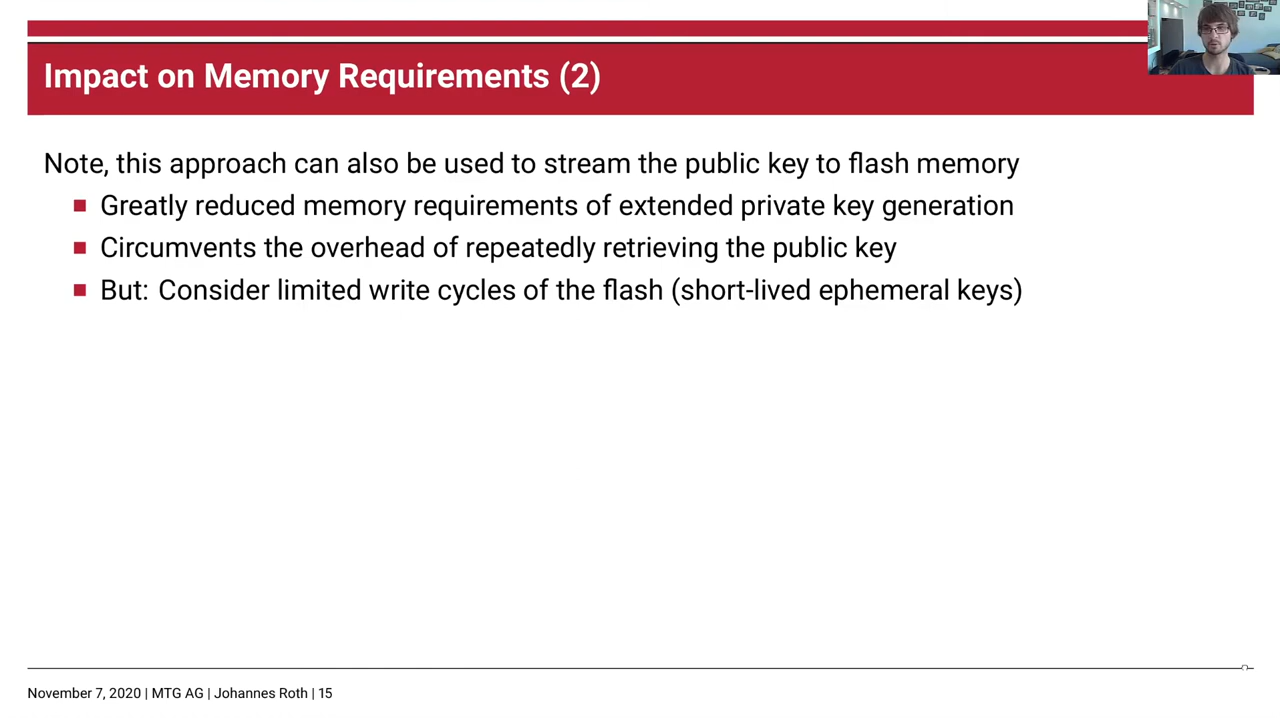 Impact on Memory Requirements (2)
Note, this approach can also be used to stream the public key to flash memory
Greatly reduced memory requirements of extended private key generation
Circumvents the overhead of repeatedly retrieving the public key
But: Consider limited write cycles of the flash (short-lived ephemeral keys)
November 7, 2020 | MTG AG | Johannes Roth | 15